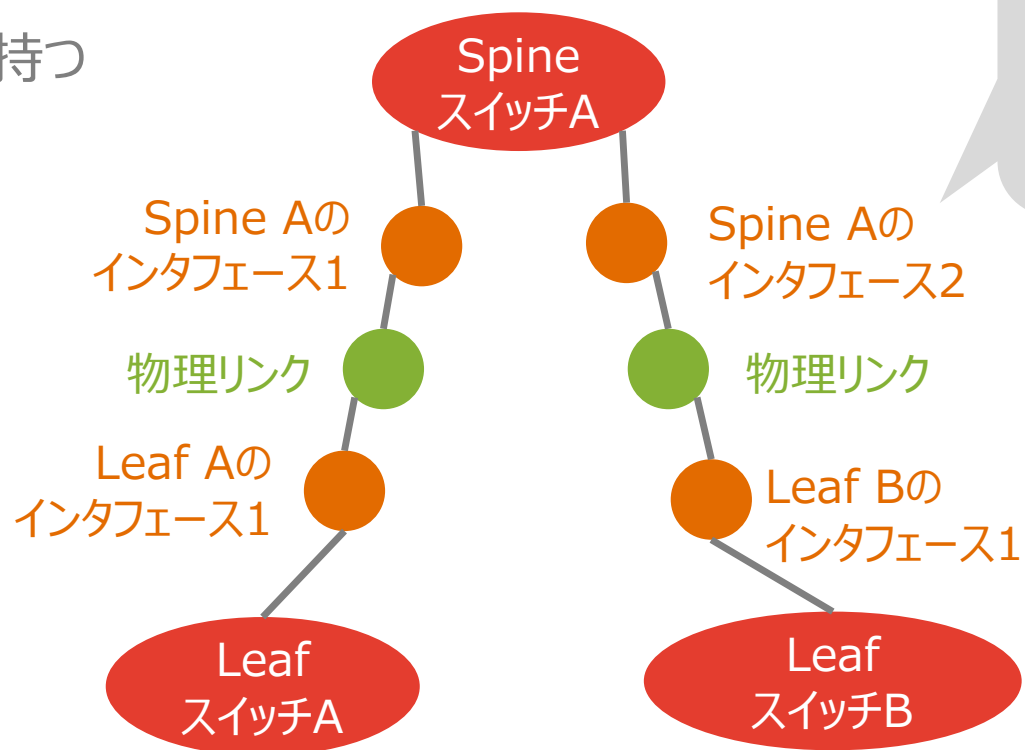 持つ
Spine
スイッチA
Spine Aの
インタフェース1
Spine Aの
インタフェース2
物理リンク
物理リンク
Leaf Aの
インタフェース1
Leaf Bの
インタフェース1
Leaf
スイッチA
Leaf
スイッチB